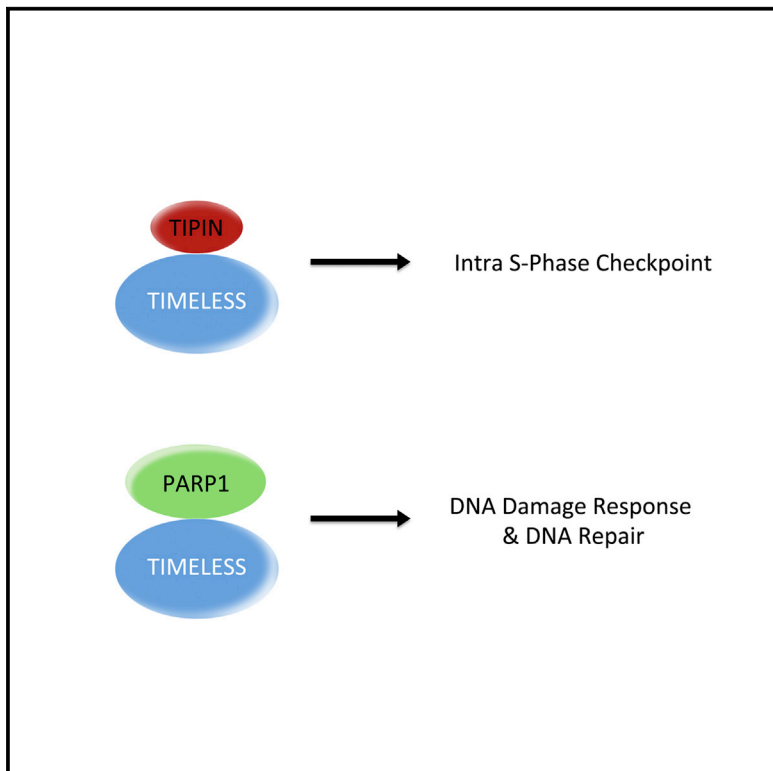 TIPIN
TIMELESS
Intra S-Phase Checkpoint
PARP1
TIMELESS
DNA Damage Response
& DNA Repair